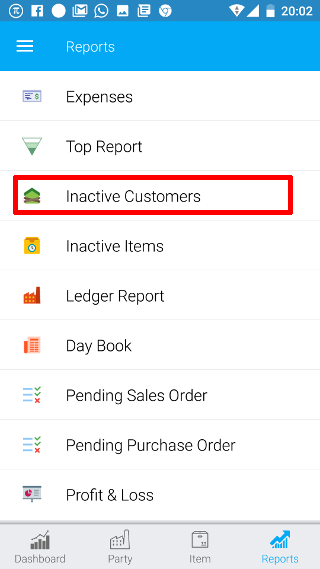 20:02
Reports
Expenses
Top Report
Inactive Customers
Inactive Items
Ledger Report
Day Book
Pending Sales Order
Pending Purchase Order
Profit & Loss
Dashboard
Party
Item
Reports